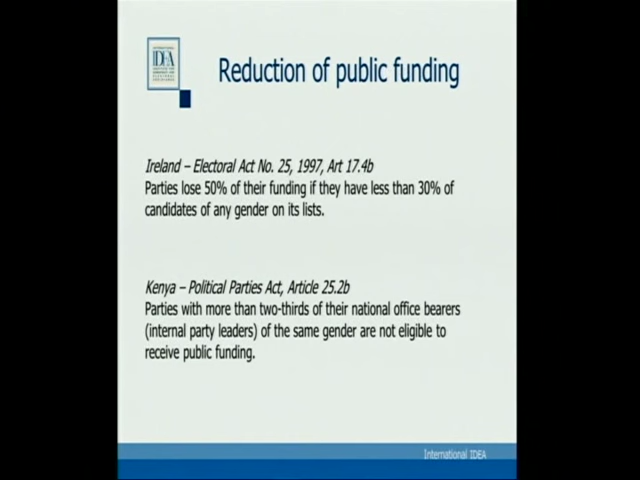 IDEA
Reduction of public funding
Ireland – Electoral Act No. 25, 1997, Art 17.4b
Parties lose 50% of their funding if they have less than 30% of
candidates of any gender on its lists.
Kenya – Political Parties Act, Article 25.2b
Parties with more than two-thirds of their national office bearers
(internal party leaders) of the same gender are not eligible to
receive public funding.
International IDEA